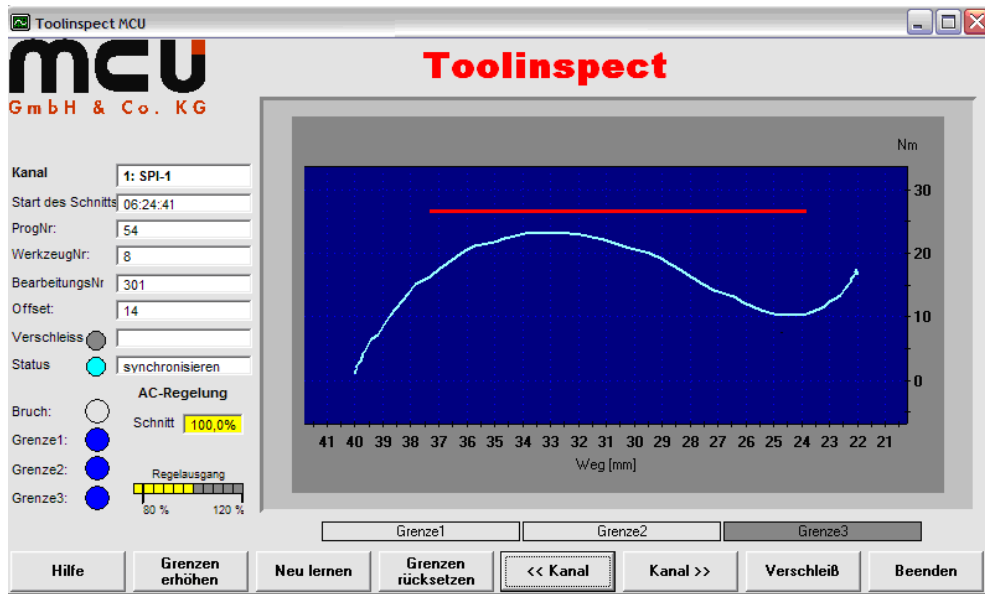 Toolinspect MCU
mcu
GmbH & Co. KG
Toolinspect
Kanal 1: SPI-1
Start des Schnitts 06:24:41
ProgNr: 54
WerkzeugNr: 8
BearbeitungsNr 301
Offset: 14
Verschleiss
Status synchronisieren
AC-Regelung
Schnitt 100,0%
Bruch:
Grenze1:
Grenze2:
Grenze3:
Regelausgang
80 % 120 %
Nm
30
20
10
0
41 40 39 38 37 36 35 34 33 32 31 30 29 28 27 26 25 24 23 22 21
Weg [mm]
Grenze1 Grenze2 Grenze3
Hilfe
Grenzen erhöhen
Neu lernen
Grenzen rücksetzen
<< Kanal
Kanal >>
Verschleiß
Beenden